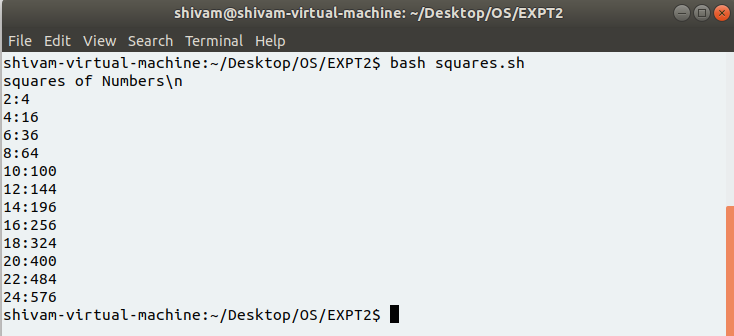 shivam@shivam-virtual-machine: ~/Desktop/OS/EXPT2
File Edit View Search Terminal Help
shivam-virtual-machine:~/Desktop/OS/EXPT2$ bash squares.sh
squares of Numbers\n
2:4
4:16
6:36
8:64
10:100
12:144
14:196
16:256
18:324
20:400
22:484
24:576
shivam-virtual-machine:~/Desktop/OS/EXPT2$